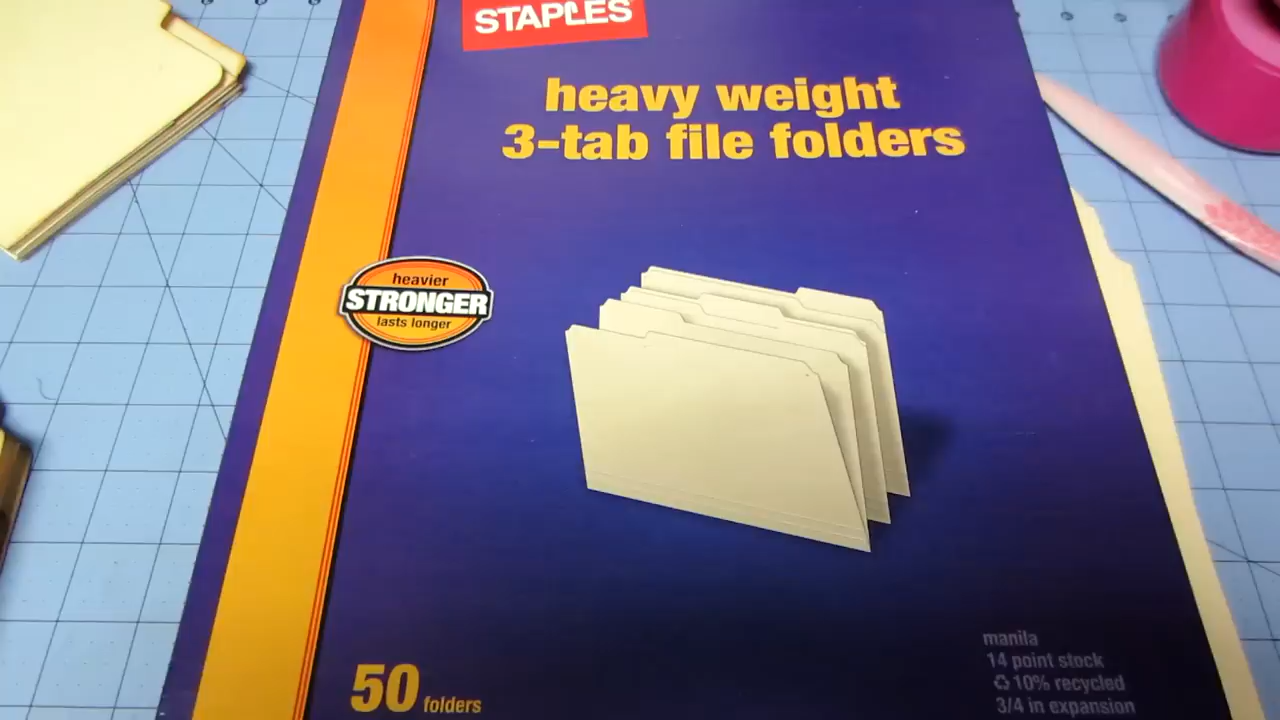 STAPLES
heavy weight
3-tab file folders
heavier
STRONGER
lasts longer
50 folders
manila
14 point stock
♻ 10% recycled
3/4 in expansion